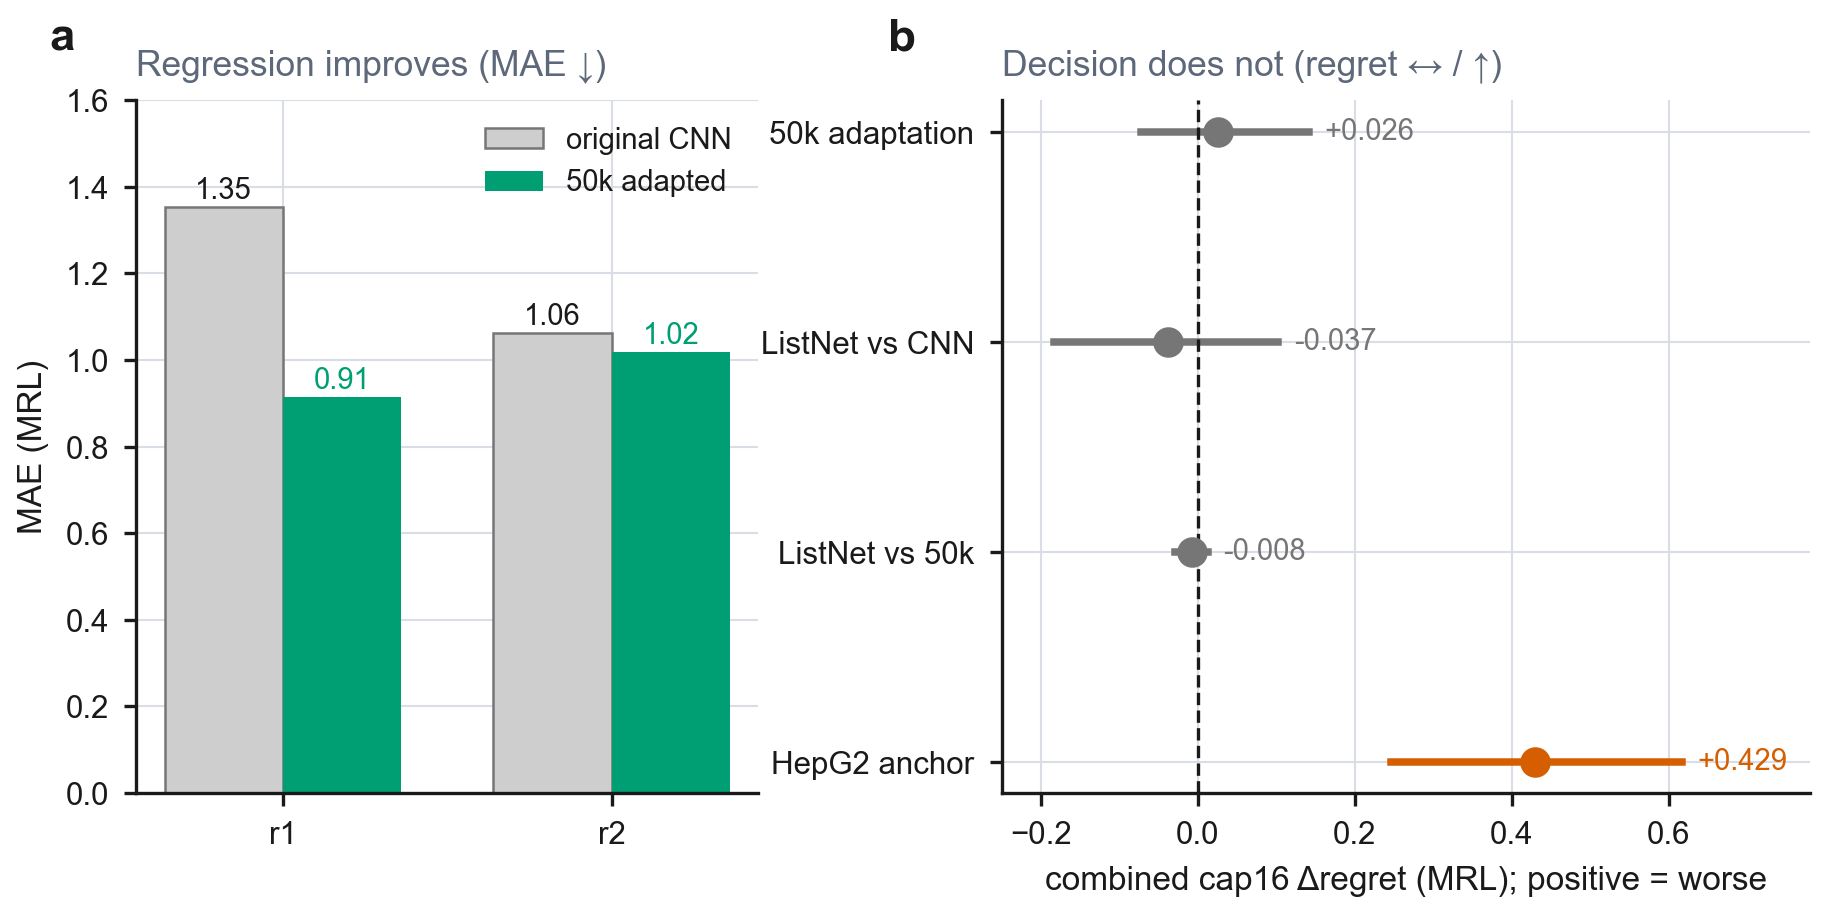 a
Regression improves (MAE ↓)
1.6
1.4
1.2
1.0
0.8
0.6
0.4
0.2
0.0
MAE (MRL)
original CNN
50k adapted
1.35
0.91
1.06
1.02
r1
r2
b
Decision does not (regret ↔ / ↑)
50k adaptation
+0.026
ListNet vs CNN
-0.037
ListNet vs 50k
-0.008
HepG2 anchor
+0.429
−0.2
0.0
0.2
0.4
0.6
combined cap16 Δregret (MRL); positive = worse